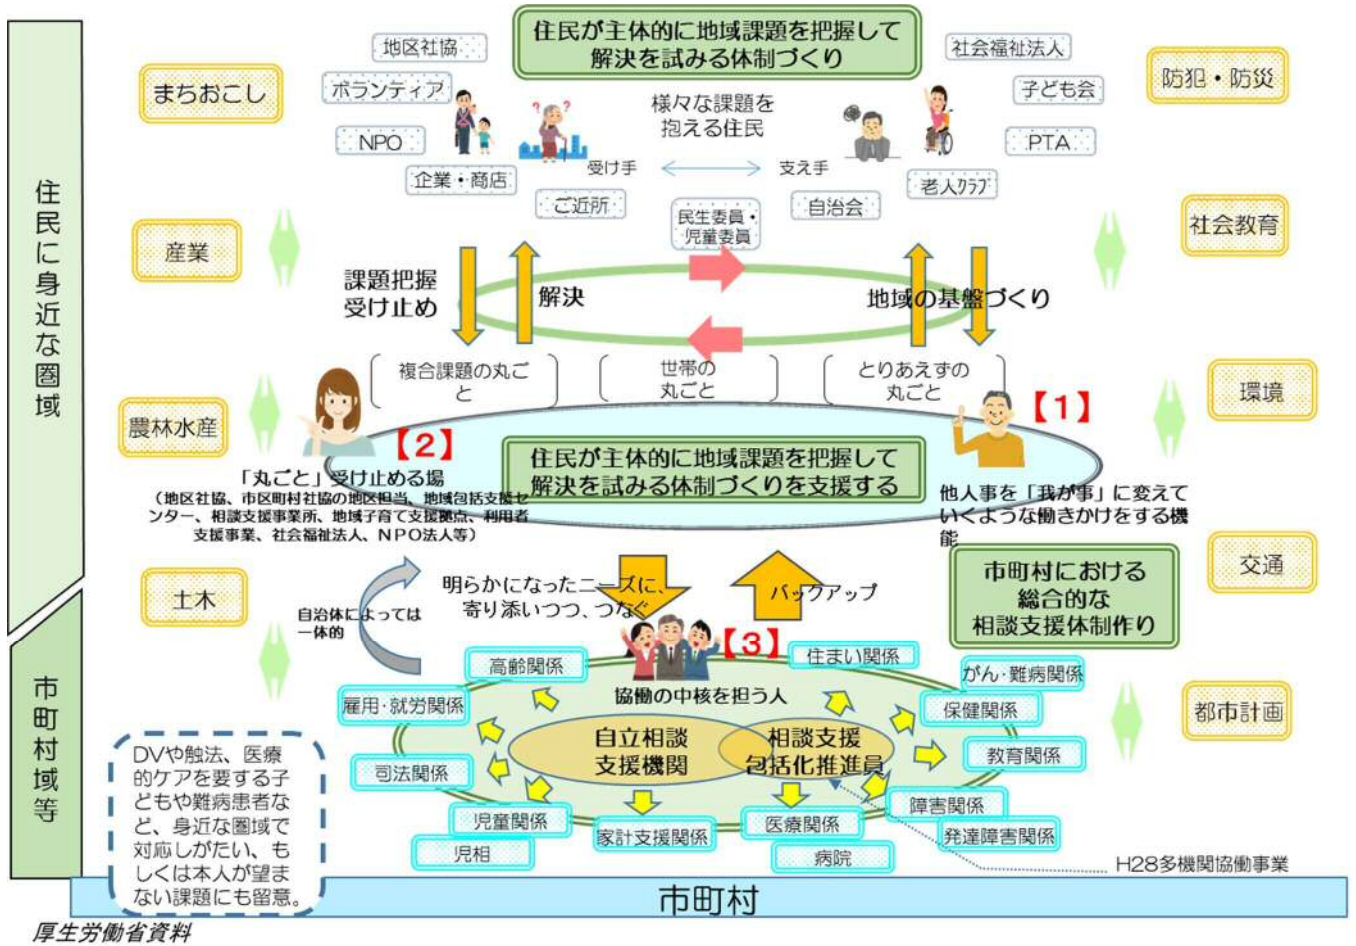 住民が主体的に地域課題を把握して
解決を試みる体制づくり
地区社協
社会福祉法人
まちおこし
ボランティア
様々な課題を
抱える住民
子ども会
防犯・防災
NPO
PTA
企業・商店
受け手
支え手
老人クラブ
ご近所
民生委員・
児童委員
自治会
住民に身近な圏域
産業
社会教育
課題把握
受け止め
解決
地域の基盤づくり
複合課題の丸ご
と
世帯の
丸ごと
とりあえずの
丸ごと
農林水産
環境
【1】
【2】
住民が主体的に地域課題を把握して
解決を試みる体制づくりを支援する
「丸ごと」受け止める場
(地区社協、市区町村社協の地区担当、地域包括支援セ
ンター、相談支援事業所、地域子育て支援拠点、利用者
支援事業、社会福祉法人、NPO法人等)
他人事を「我が事」に変えて
いくような働きかけをする機
能
土木
交通
自治体によっては
一体的
明らかになったニーズに、
寄り添いつつ、つなぐ
バックアップ
市町村における
総合的な
相談支援体制作り
【3】
市町村域等
高齢関係
住まい関係
協働の中核を担う人
がん・難病関係
雇用・就労関係
保健関係
都市計画
自立相談
支援機関
相談支援
包括化推進員
司法関係
教育関係
児童関係
児相
家計支援関係
医療関係
病院
障害関係
発達障害関係
DVや触法、医療
的ケアを要する子
どもや難病患者な
ど、身近な圏域で
対応しがたい、も
しくは本人が望ま
ない課題にも留意。
H28多機関協働事業
市町村
厚生労働省資料